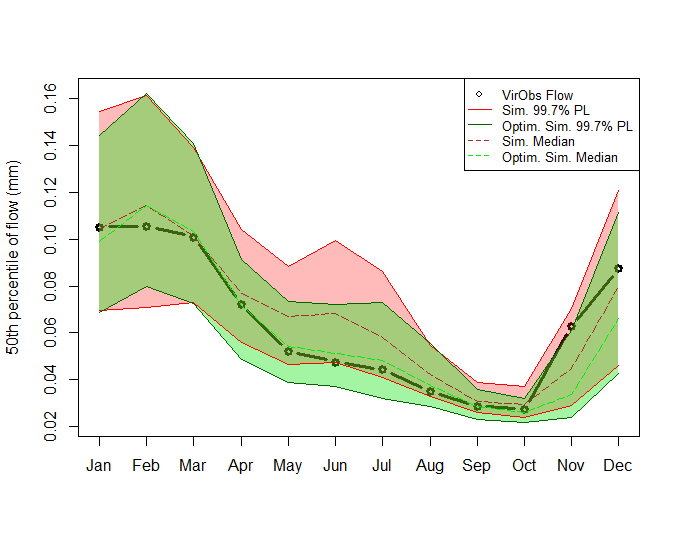 VirObs Flow
Sim. 99.7% PL
Optim. Sim. 99.7% PL
Sim. Median
Optim. Sim. Median
50th percentile of flow (mm)
0.16
0.14
0.12
0.10
0.08
0.06
0.04
0.02
Jan Feb Mar Apr May Jun Jul Aug Sep Oct Nov Dec